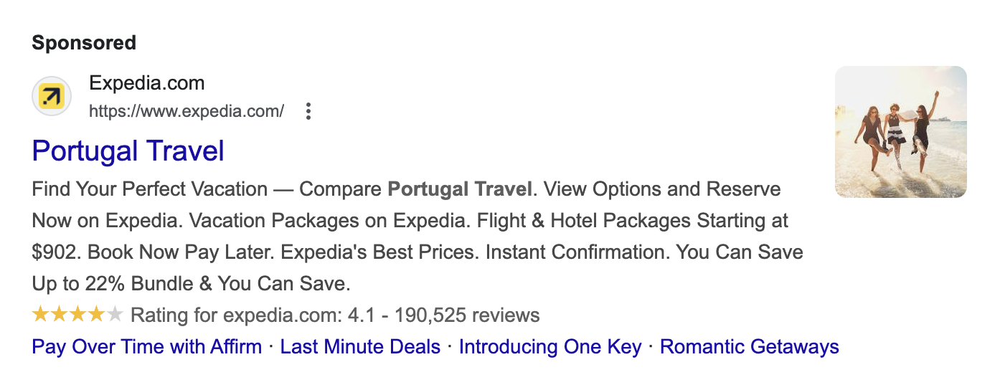 Sponsored
Expedia.com
https://www.expedia.com/
Portugal Travel
Find Your Perfect Vacation — Compare Portugal Travel. View Options and Reserve
Now on Expedia. Vacation Packages on Expedia. Flight & Hotel Packages Starting at
$902. Book Now Pay Later. Expedia's Best Prices. Instant Confirmation. You Can Save
Up to 22% Bundle & You Can Save.
Rating for expedia.com: 4.1 - 190,525 reviews
Pay Over Time with Affirm · Last Minute Deals · Introducing One Key · Romantic Getaways